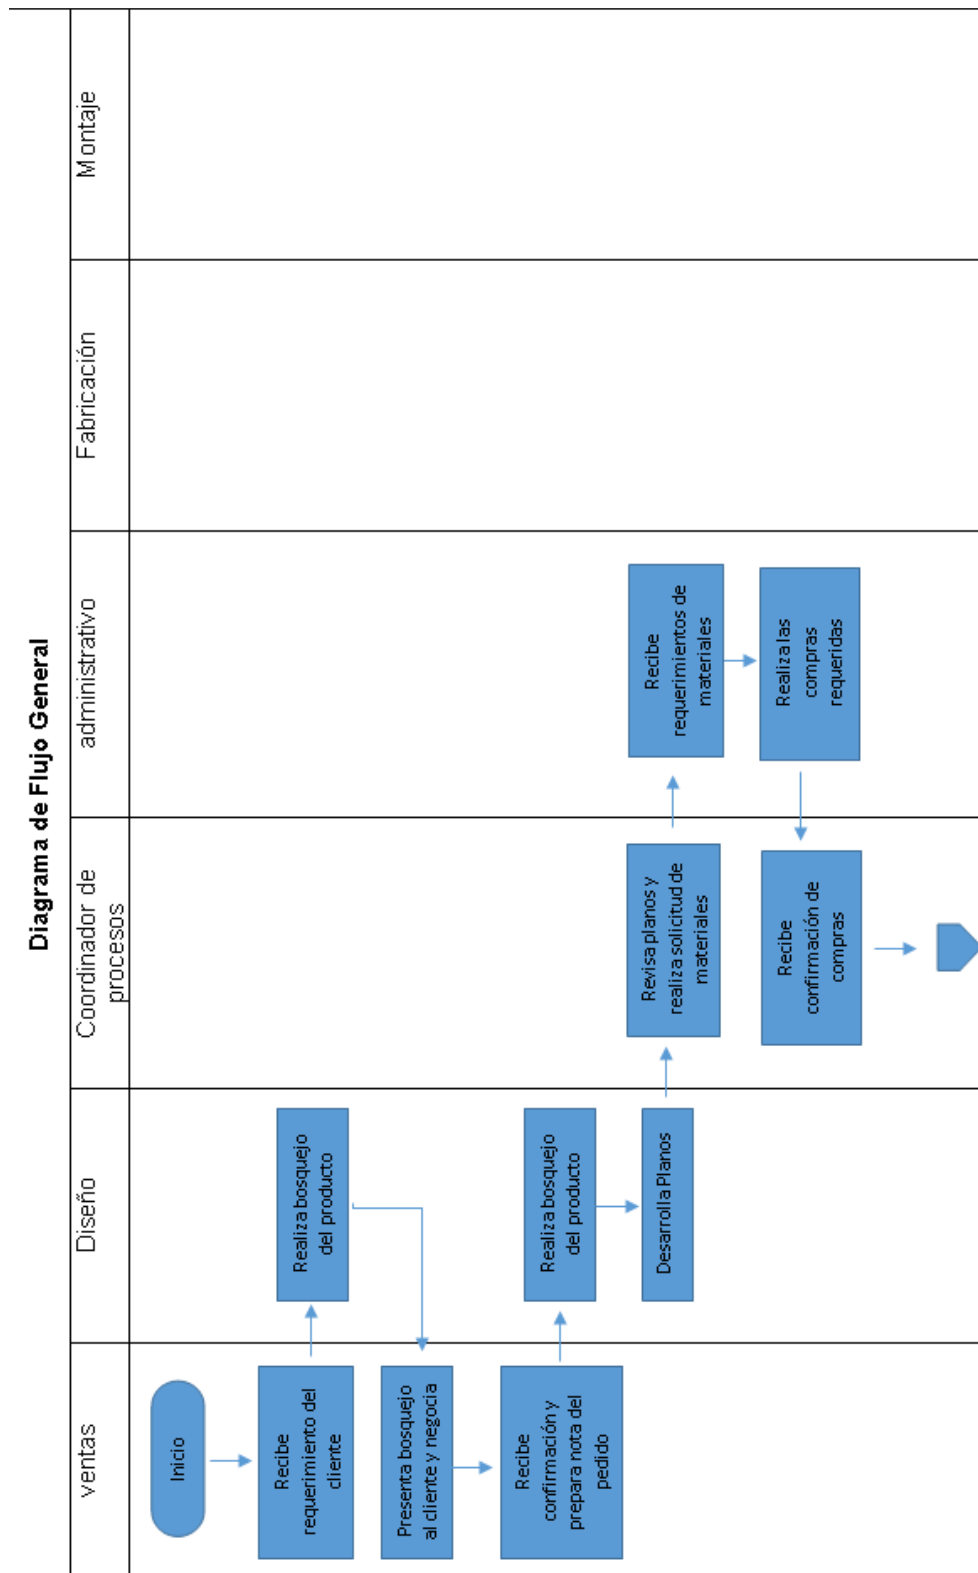 Diagrama de Flujo General
ventas
Diseño
Coordinador de
procesos
administrativo
Fabricación
Montaje
Inicio
Recibe
requerimiento del
cliente
Realiza bosquejo
del producto
Presenta bosquejo
al cliente y negocia
Recibe
confirmación y
prepara nota del
pedido
Realiza bosquejo
del producto
Desarrolla Planos
Revisa planos y
realiza solicitud de
materiales
Recibe
requerimientos de
materiales
Realiza las
compras
requeridas
Recibe
confirmación de
compras